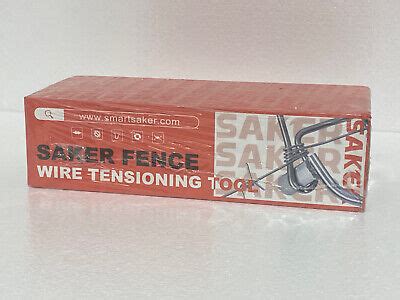 www.smartsaker.com
SAKER FENCE
WIRE TENSIONING TOOL
SAKER
SAKER
SAKER
SAKER